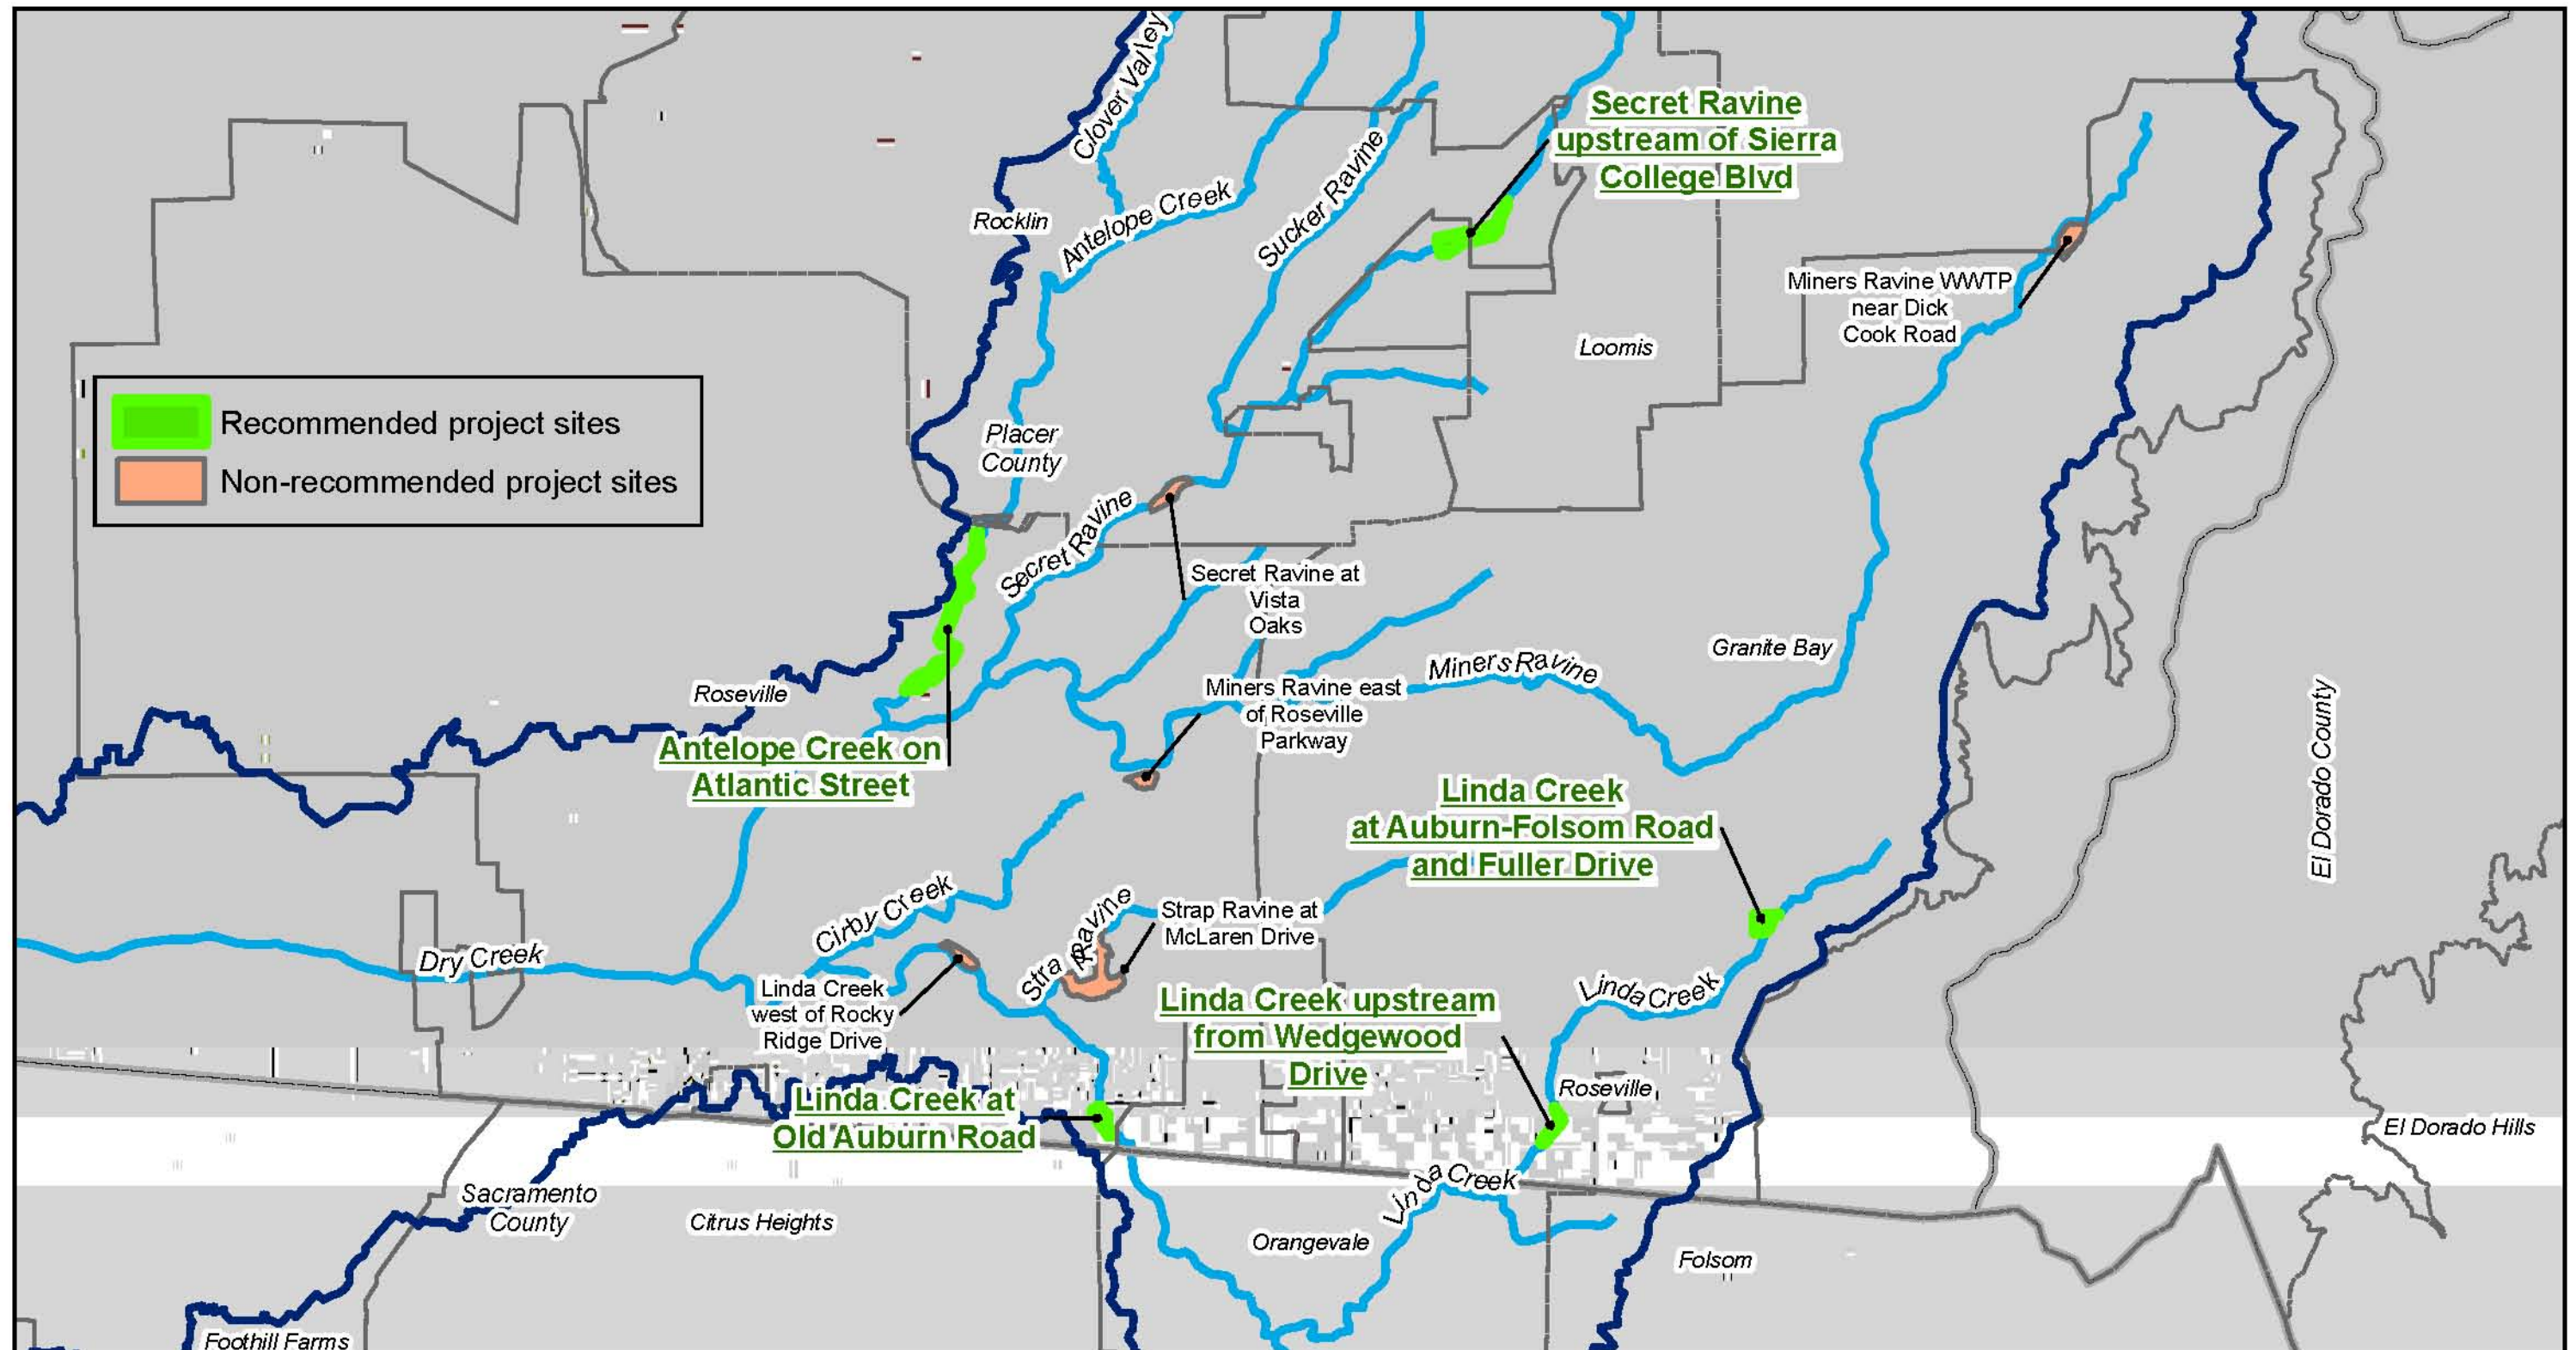 Clover Valley
Secret Ravine
upstream of Sierra
College Blvd
Rocklin
Antelope Creek
Sucker Ravine
Miners Ravine WWTP
near Dick
Cook Road
Loomis
Recommended project sites
Non-recommended project sites
Placer
County
Secret Ravine
Secret Ravine at
Vista
Oaks
Granite Bay
Miners Ravine
Roseville
Miners Ravine east
of Roseville
Parkway
El Dorado County
Antelope Creek on
Atlantic Street
Linda Creek
at Auburn-Folsom Road
and Fuller Drive
Cirby Creek
Strap Ravine
Strap Ravine at
McLaren Drive
Dry Creek
Linda Creek
west of Rocky
Ridge Drive
Linda Creek upstream
from Wedgewood
Drive
Linda Creek
Roseville
Linda Creek at
Old Auburn Road
El Dorado Hills
Linda Creek
Sacramento
County
Citrus Heights
Orangevale
Folsom
Foothill Farms